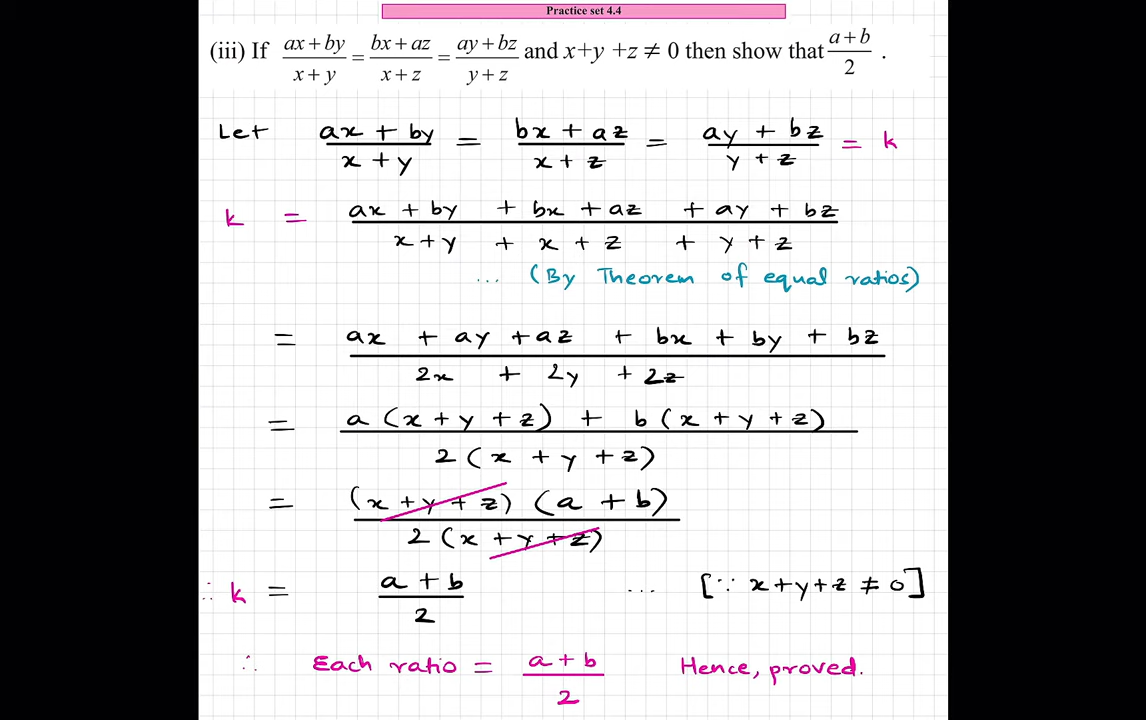 Practice set 4.4
(iii) If (ax+by)/(x+y) = (bx+az)/(x+z) = (ay+bz)/(y+z) and x+y +z ≠ 0 then show that (a+b)/2 .
Let (ax + by)/(x + y) = (bx + az)/(x + z) = (ay + bz)/(y + z) = k
k = (ax + by + bx + az + ay + bz)/(x+y + x + z + y + z)
... (By Theorem of equal ratios)
= (ax + ay + az + bx + by + bz)/(2x + 2y + 2z)
= (a (x + y + z) + b (x + y + z))/(2 (x + y + z))
= ((x + y + z) (a + b))/(2 (x + y + z))
∴ k = (a + b)/2 ... [∵ x+y+z ≠ 0]
∴ Each ratio = (a + b)/2 Hence, proved.